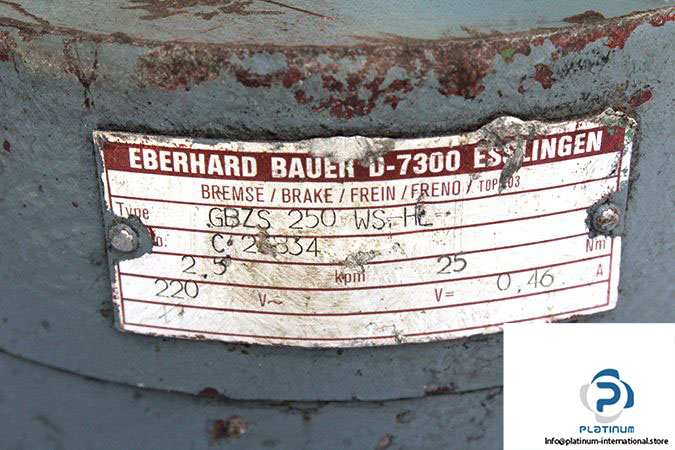 EBERHARD BAUER D-7300 ESSLINGEN
BREMSE / BRAKE / FREIN / FRENO / TOP
Type GBZS 250 WS-HL
2.5 kpm 25 Nm
220 V~ V= 0,46 A
PLATINUM
Info@platinum-international.store